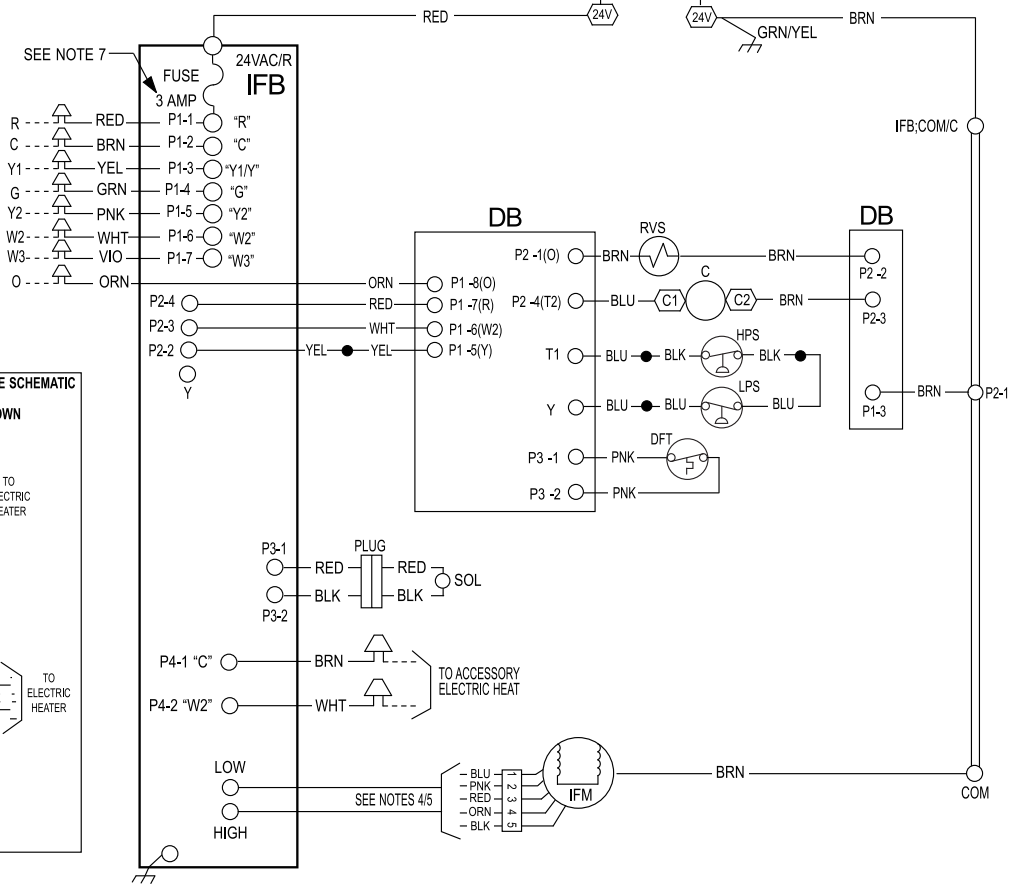 RED
24V
24V
GRN/YEL
BRN
SEE NOTE 7
24VAC/R
IFB
FUSE
3 AMP
R RED P1-1 "R"
C BRN P1-2 "C"
Y1 YEL P1-3 "Y1/Y"
G GRN P1-4 "G"
Y2 PNK P1-5 "Y2"
W2 WHT P1-6 "W2"
W3 VIO P1-7 "W3"
O ORN
IFB;COM/C
DB
DB
ORN P1 -8(O)
P2-4 RED P1 -7(R)
P2-3 WHT P1 -6(W2)
P2-2 YEL YEL P1 -5(Y)
Y
RVS
P2 -1(O) BRN BRN P2 -2
C
P2 -4(T2) BLU C1 C2 BRN P2-3
HPS
T1 BLU BLK BLK
LPS
Y BLU BLU BLU
P1-3 BRN P2-1
DFT
P3 -1 PNK
P3 -2 PNK
E SCHEMATIC
OWN
TO
ECTRIC
EATER
TO
ELECTRIC
HEATER
PLUG
P3-1 RED RED
SOL
P3-2 BLK BLK
P4-1 "C" BRN
P4-2 "W2" WHT
TO ACCESSORY
ELECTRIC HEAT
LOW
HIGH
SEE NOTES 4/5
BLU 1
PNK 2
RED 3
ORN 4
BLK 5
IFM
BRN
COM